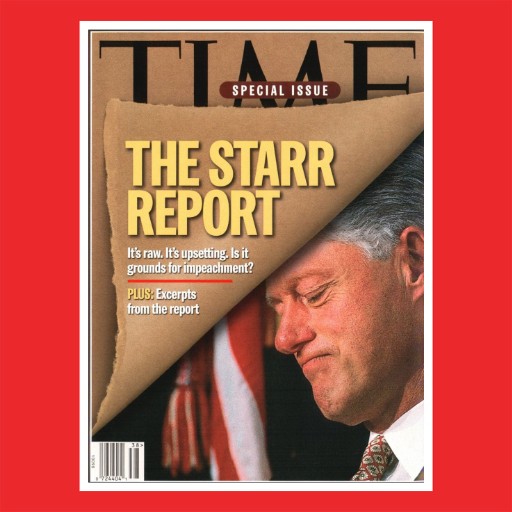 TIME
SPECIAL ISSUE
THE STARR
REPORT
It's raw. It's upsetting. Is it
grounds for impeachment?
PLUS: Excerpts
from the report
38>